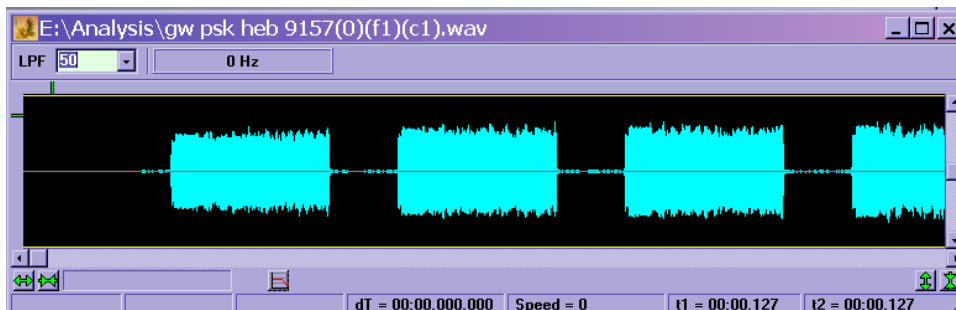 E:\Analysis\gw psk heb 9157(0)(f1)(c1).wav
LPF 50 0 Hz
dT = 00:00.000.000 Speed = 0 t1 = 00:00.127 t2 = 00:00.127